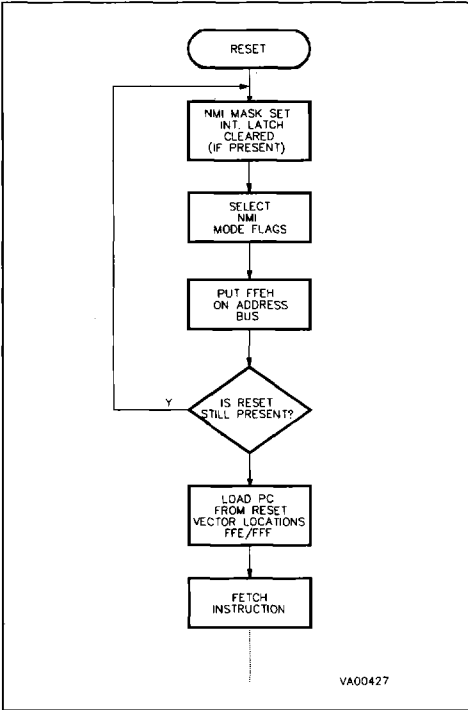 RESET
NMI MASK SET
INT. LATCH
CLEARED
(IF PRESENT)
SELECT
NMI
MODE FLAGS
PUT FFEH
ON ADDRESS
BUS
IS RESET
STILL PRESENT?
Y
LOAD PC
FROM RESET
VECTOR LOCATIONS
FFE/FFF
FETCH
INSTRUCTION
VA00427